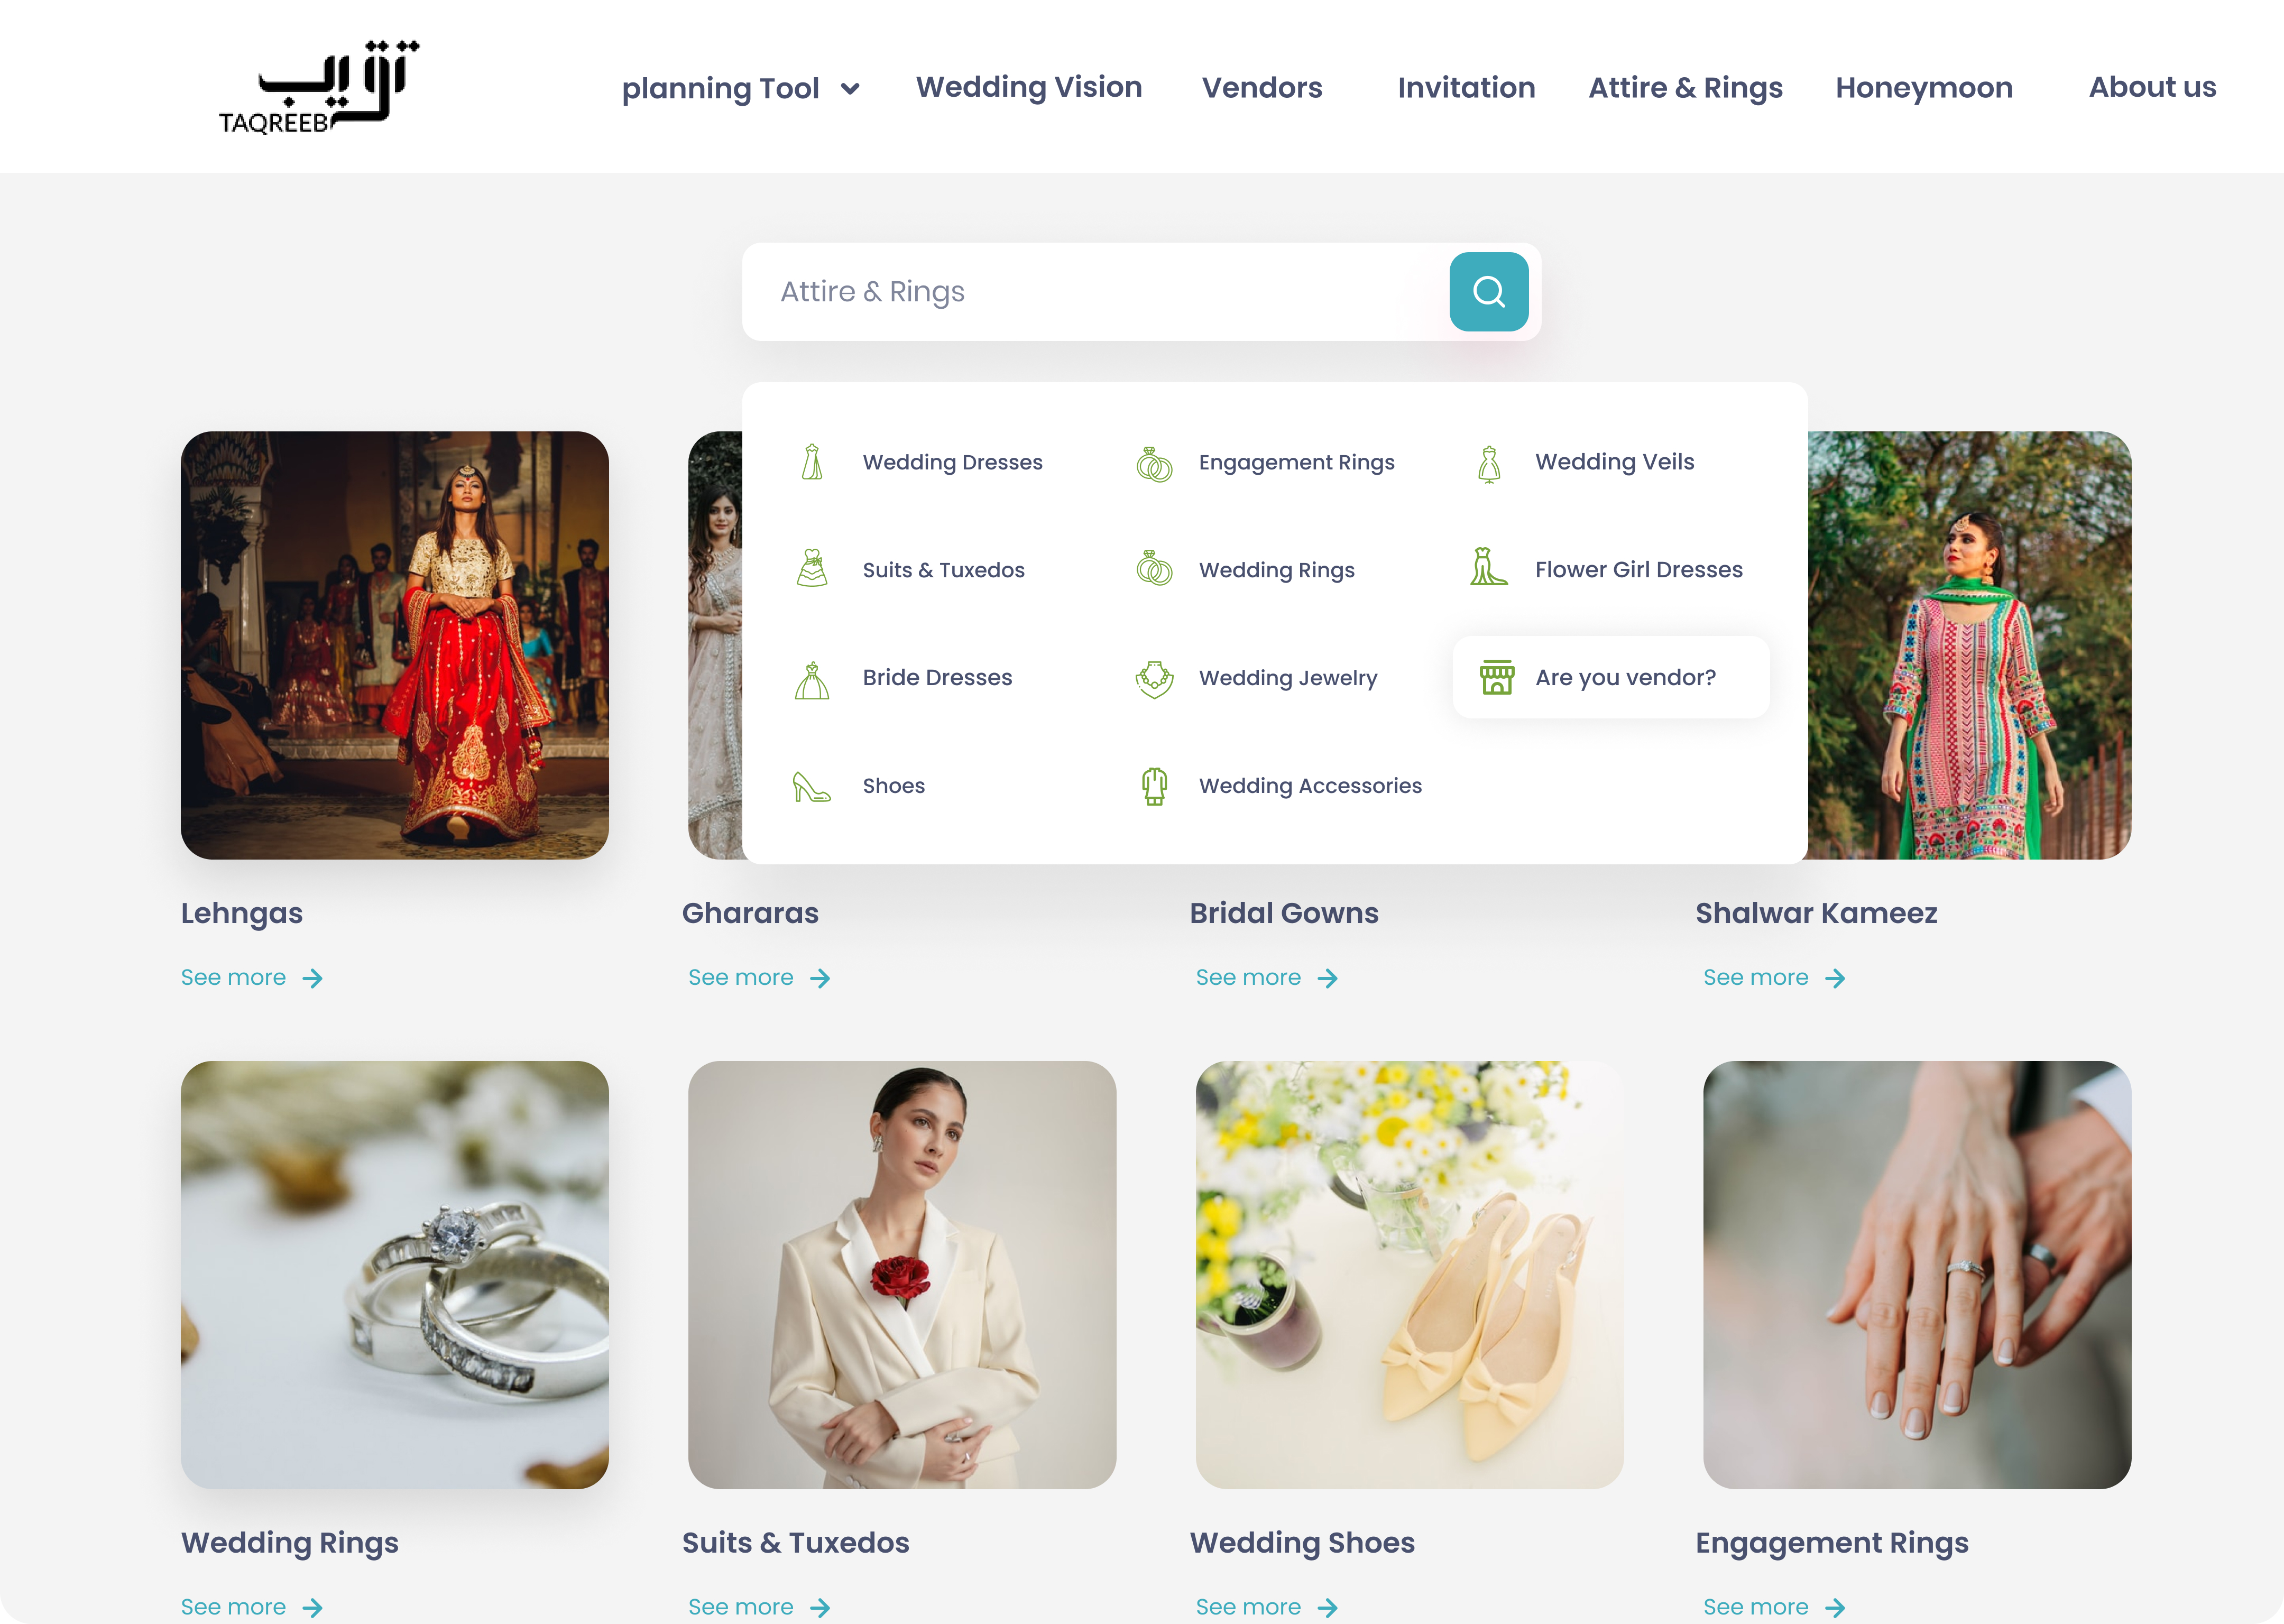 تقريب
TAQREEB
planning Tool
Wedding Vision
Vendors
Invitation
Attire & Rings
Honeymoon
About us
Attire & Rings
Wedding Dresses
Engagement Rings
Wedding Veils
Suits & Tuxedos
Wedding Rings
Flower Girl Dresses
Bride Dresses
Wedding Jewelry
Are you vendor?
Shoes
Wedding Accessories
Lehngas
Ghararas
Bridal Gowns
Shalwar Kameez
See more
See more
See more
See more
Wedding Rings
Suits & Tuxedos
Wedding Shoes
Engagement Rings
See more
See more
See more
See more